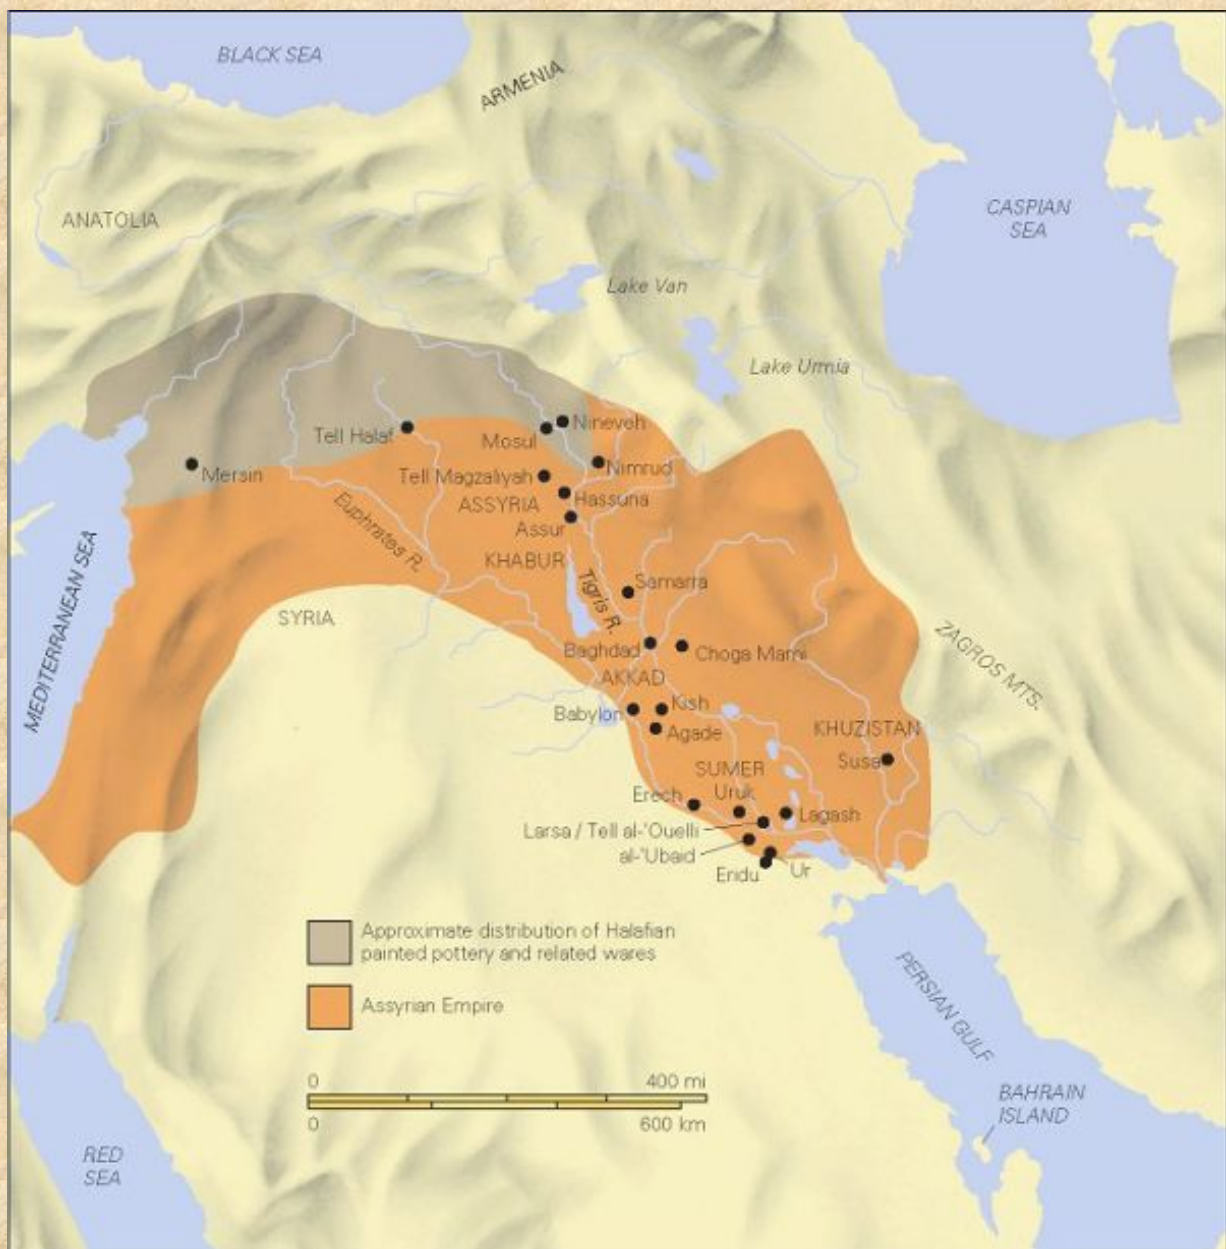 BLACK SEA
ARMENIA
CASPIAN
SEA
ANATOLIA
Lake Van
Lake Urmia
Nineveh
Tell Halaf
Mosul
Mersin
Nimrud
Tell Magzaliyah
Hassuna
ASSYRIA
Assur
Euphrates R.
KHABUR
Tigris R.
Samarra
MEDITERRANEAN SEA
SYRIA
Baghdad
Choga Mami
ZAGROS MTS.
AKKAD
Babylon
Kish
Agade
KHUZISTAN
Susa
SUMER
Erech
Uruk
Lagash
Larsa / Tell al-'Ouelli
al-'Ubaid
Eridu
Ur
Approximate distribution of Halafian
painted pottery and related wares
Assyrian Empire
PERSIAN GULF
0
400 mi
0
600 km
BAHRAIN
ISLAND
RED
SEA